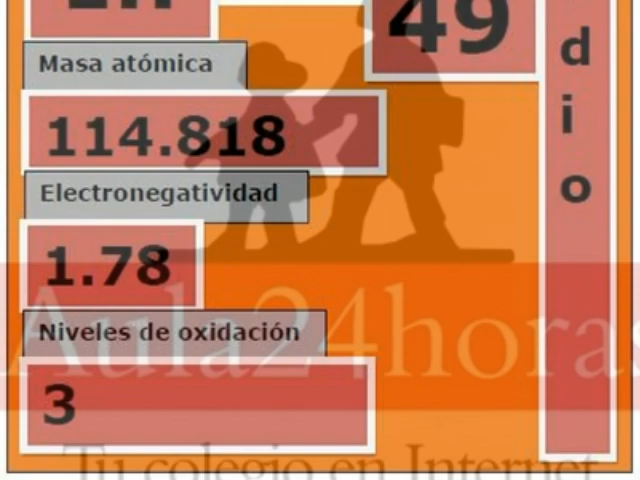 49
Masa atómica
114.818
Electronegatividad
1.78
Niveles de oxidación
3
d
i
o
Aula24horas
Tu colegio en Internet